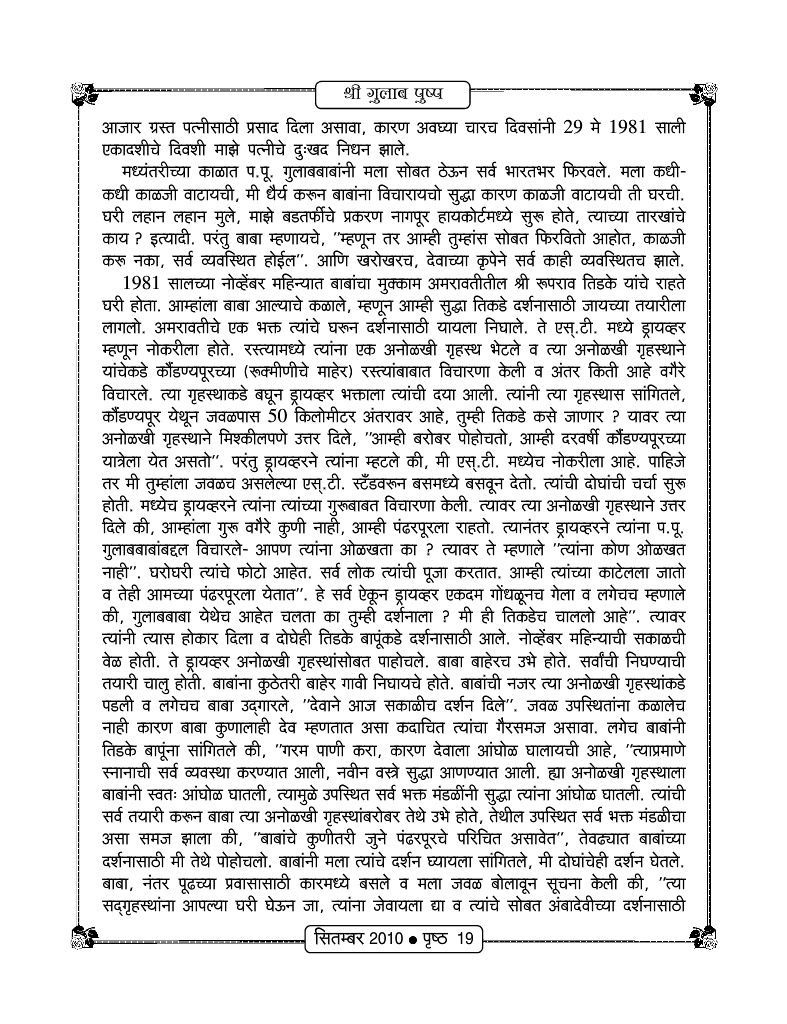 श्री गुलाब पुष्प
आजार ग्रस्त पत्नीसाठी प्रसाद दिला असावा, कारण अवघ्या चारच दिवसांनी 29 मे 1981 साली
एकादशीचे दिवशी माझे पत्नीचे दुःखद निधन झाले.
मध्यंतरीच्या काळात प.पू. गुलाबबाबांनी मला सोबत ठेऊन सर्व भारतभर फिरवले. मला कधी-
कधी काळजी वाटायची, मी धैर्य करून बाबांना विचारायचो सुद्धा कारण काळजी वाटायची ती घरची.
घरी लहान लहान मुले, माझे बडतर्फीचे प्रकरण नागपूर हायकोर्टमध्ये सुरू होते, त्याच्या तारखांचे
काय ? इत्यादी. परंतु बाबा म्हणायचे, "म्हणून तर आम्ही तुम्हांस सोबत फिरवितो आहोत, काळजी
करू नका, सर्व व्यवस्थित होईल". आणि खरोखरच, देवाच्या कृपेने सर्व काही व्यवस्थितच झाले.
1981 सालच्या नोव्हेंबर महिन्यात बाबांचा मुक्काम अमरावतीतील श्री रूपराव तिडके यांचे राहते
घरी होता. आम्हांला बाबा आल्याचे कळाले, म्हणून आम्ही सुद्धा तिकडे दर्शनासाठी जायच्या तयारीला
लागलो. अमरावतीचे एक भक्त त्यांचे घरून दर्शनासाठी यायला निघाले. ते एस्.टी. मध्ये ड्रायव्हर
म्हणून नोकरीला होते. रस्त्यामध्ये त्यांना एक अनोळखी गृहस्थ भेटले व त्या अनोळखी गृहस्थाने
यांचेकडे कौंडण्यपूरच्या (रूक्मीणीचे माहेर) रस्त्यांबाबात विचारणा केली व अंतर किती आहे वगैरे
विचारले. त्या गृहस्थाकडे बघून ड्रायव्हर भक्ताला त्यांची दया आली. त्यांनी त्या गृहस्थास सांगितले,
कौंडण्यपूर येथून जवळपास 50 किलोमीटर अंतरावर आहे, तुम्ही तिकडे कसे जाणार ? यावर त्या
अनोळखी गृहस्थाने मिश्कीलपणे उत्तर दिले, "आम्ही बरोबर पोहोचतो, आम्ही दरवर्षी कौंडण्यपूरच्या
यात्रेला येत असतो". परंतु ड्रायव्हरने त्यांना म्हटले की, मी एस्.टी. मध्येच नोकरीला आहे. पाहिजे
तर मी तुम्हांला जवळच असलेल्या एस्.टी. स्टॅंडवरून बसमध्ये बसवून देतो. त्यांची दोघांची चर्चा सुरू
होती. मध्येच ड्रायव्हरने त्यांना त्यांच्या गुरूबाबत विचारणा केली. त्यावर त्या अनोळखी गृहस्थाने उत्तर
दिले की, आम्हांला गुरू वगैरे कुणी नाही, आम्ही पंढरपूरला राहतो. त्यानंतर ड्रायव्हरने त्यांना प.पू.
गुलाबबाबांबद्दल विचारले- आपण त्यांना ओळखता का ? त्यावर ते म्हणाले "त्यांना कोण ओळखत
नाही". घरोघरी त्यांचे फोटो आहेत. सर्व लोक त्यांची पूजा करतात. आम्ही त्यांच्या काटेलला जातो
व तेही आमच्या पंढरपूरला येतात". हे सर्व ऐकून ड्रायव्हर एकदम गोंधळूनच गेला व लगेचच म्हणाले
की, गुलाबबाबा येथेच आहेत चलता का तुम्ही दर्शनाला ? मी ही तिकडेच चाललो आहे". त्यावर
त्यांनी त्यास होकार दिला व दोघेही तिडके बापूंकडे दर्शनासाठी आले. नोव्हेंबर महिन्याची सकाळची
वेळ होती. ते ड्रायव्हर अनोळखी गृहस्थांसोबत पाहोचले. बाबा बाहेरच उभे होते. सर्वांची निघण्याची
तयारी चालु होती. बाबांना कुठेतरी बाहेर गावी निघायचे होते. बाबांची नजर त्या अनोळखी गृहस्थांकडे
पडली व लगेचच बाबा उद्‌गारले, "देवाने आज सकाळीच दर्शन दिले". जवळ उपस्थितांना कळालेच
नाही कारण बाबा कुणालाही देव म्हणतात असा कदाचित त्यांचा गैरसमज असावा. लगेच बाबांनी
तिडके बापूंना सांगितले की, "गरम पाणी करा, कारण देवाला आंघोळ घालायची आहे, "त्याप्रमाणे
स्नानाची सर्व व्यवस्था करण्यात आली, नवीन वस्त्रे सुद्धा आणण्यात आली. ह्या अनोळखी गृहस्थाला
बाबांनी स्वतः आंघोळ घातली, त्यामुळे उपस्थित सर्व भक्त मंडळींनी सुद्धा त्यांना आंघोळ घातली. त्यांची
सर्व तयारी करून बाबा त्या अनोळखी गृहस्थांबरोबर तेथे उभे होते, तेथील उपस्थित सर्व भक्त मंडळीचा
असा समज झाला की, "बाबांचे कुणीतरी जुने पंढरपूरचे परिचित असावेत", तेवढ्यात बाबांच्या
दर्शनासाठी मी तेथे पोहोचलो. बाबांनी मला त्यांचे दर्शन घ्यायला सांगितले, मी दोघांचेही दर्शन घेतले.
बाबा, नंतर पूढच्या प्रवासासाठी कारमध्ये बसले व मला जवळ बोलावून सूचना केली की, "त्या
सद्‌गृहस्थांना आपल्या घरी घेऊन जा, त्यांना जेवायला द्या व त्यांचे सोबत अंबादेवीच्या दर्शनासाठी
सितम्बर 2010 ● पृष्ठ 19